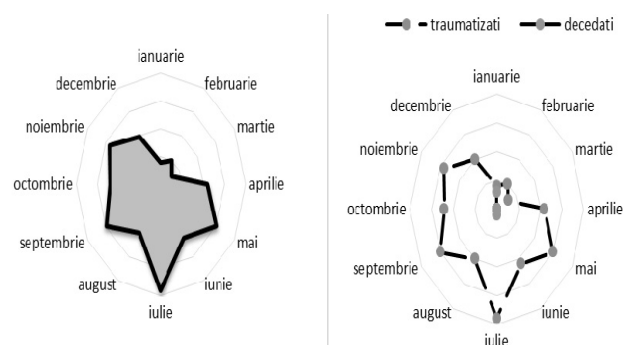 ianuarie
februarie
martie
aprilie
mai
iunie
iulie
august
septembrie
octombrie
noiembrie
decembrie
traumatizati decedati
ianuarie
februarie
martie
aprilie
mai
iunie
iulie
august
septembrie
octombrie
noiembrie
decembrie